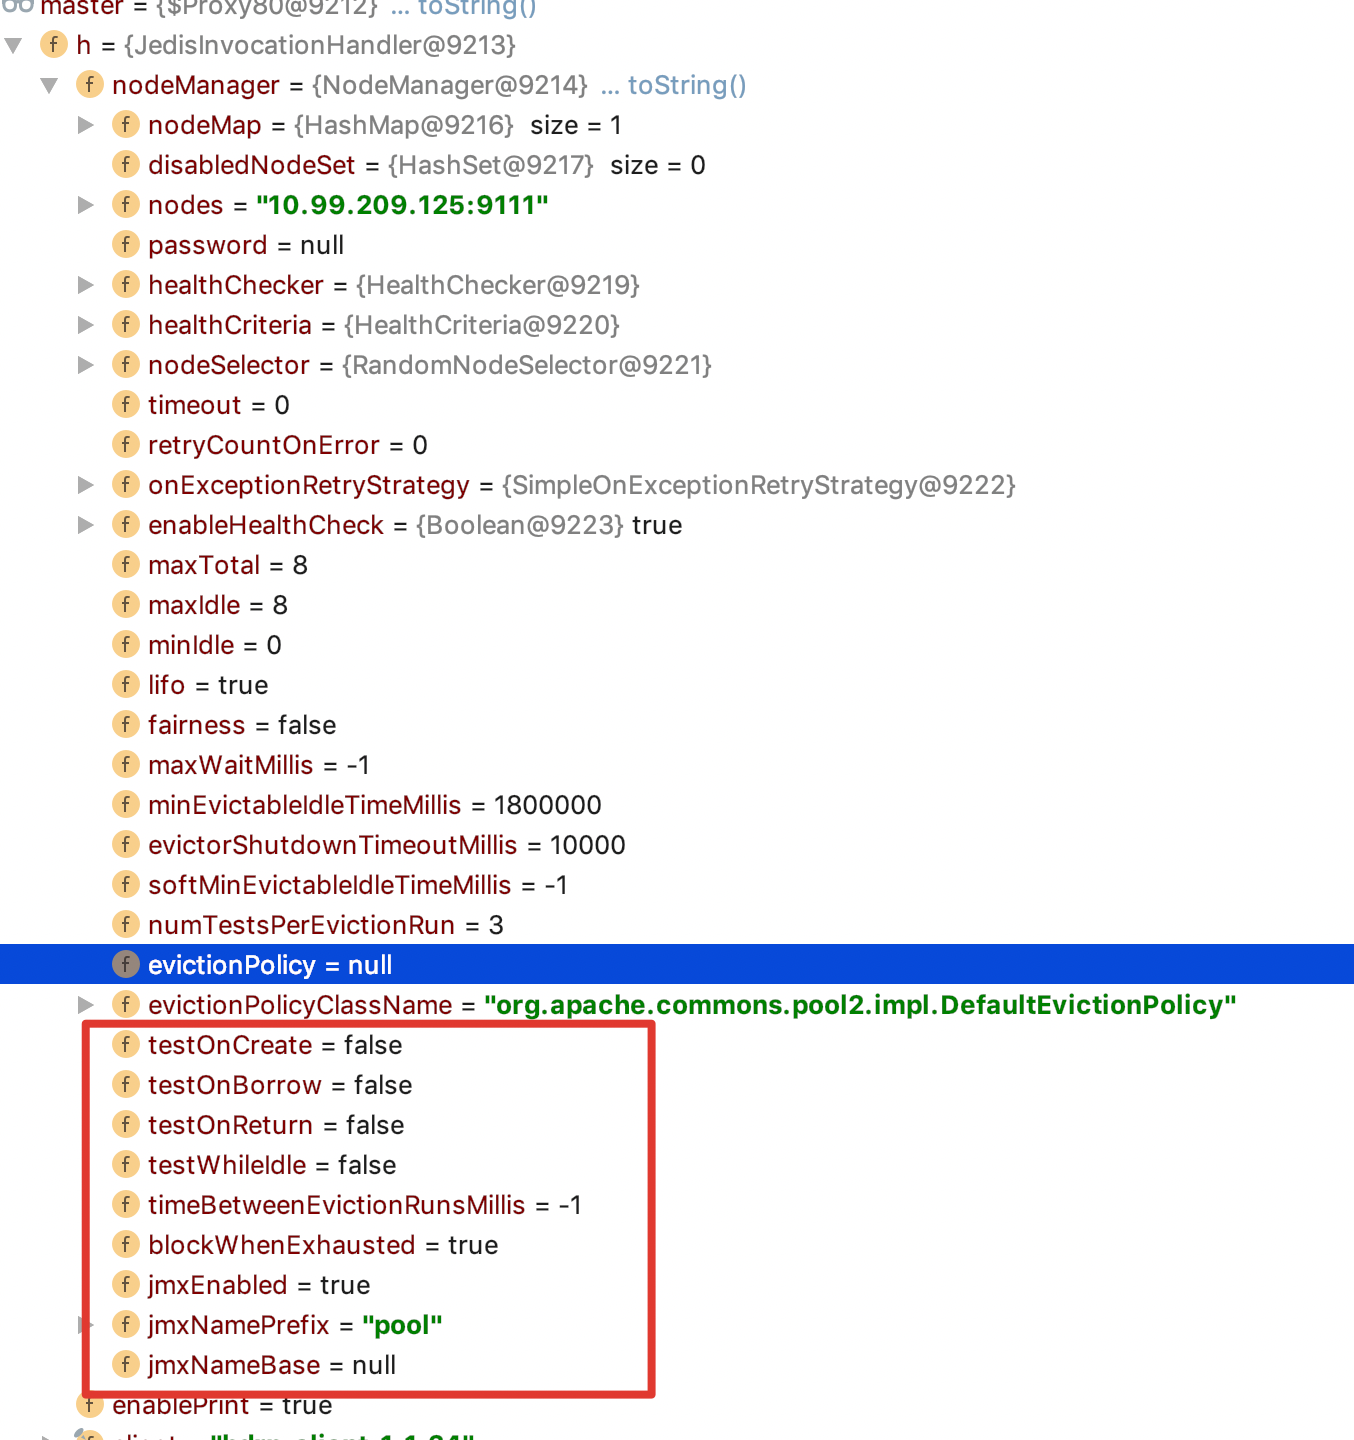 master = {$Proxy80@9212} ... toString()
f h = {JedisInvocationHandler@9213}
f nodeManager = {NodeManager@9214} ... toString()
f nodeMap = {HashMap@9216} size = 1
f disabledNodeSet = {HashSet@9217} size = 0
f nodes = "10.99.209.125:9111"
f password = null
f healthChecker = {HealthChecker@9219}
f healthCriteria = {HealthCriteria@9220}
f nodeSelector = {RandomNodeSelector@9221}
f timeout = 0
f retryCountOnError = 0
f onExceptionRetryStrategy = {SimpleOnExceptionRetryStrategy@9222}
f enableHealthCheck = {Boolean@9223} true
f maxTotal = 8
f maxIdle = 8
f minIdle = 0
f lifo = true
f fairness = false
f maxWaitMillis = -1
f minEvictableIdleTimeMillis = 1800000
f evictorShutdownTimeoutMillis = 10000
f softMinEvictableIdleTimeMillis = -1
f numTestsPerEvictionRun = 3
f evictionPolicy = null
f evictionPolicyClassName = "org.apache.commons.pool2.impl.DefaultEvictionPolicy"
f testOnCreate = false
f testOnBorrow = false
f testOnReturn = false
f testWhileIdle = false
f timeBetweenEvictionRunsMillis = -1
f blockWhenExhausted = true
f jmxEnabled = true
f jmxNamePrefix = "pool"
f jmxNameBase = null
f enablePrint = true